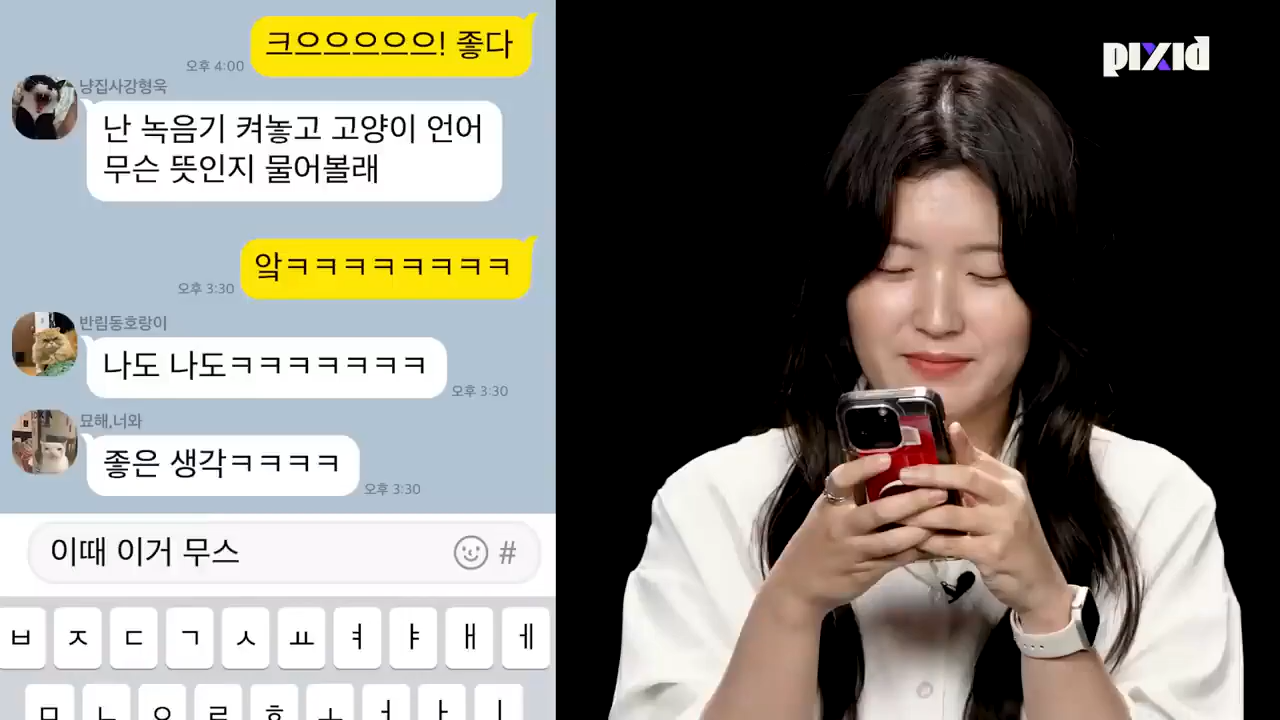 크으으으으으! 좋다
오후 4:00
냥집사강형욱
난 녹음기 켜놓고 고양이 언어
무슨 뜻인지 물어볼래
앜ㅋㅋㅋㅋㅋㅋㅋㅋ
오후 3:30
반림동호랑이
나도 나도ㅋㅋㅋㅋㅋㅋㅋ
오후 3:30
묘해,너와
좋은 생각ㅋㅋㅋㅋ
오후 3:30
이때 이거 무스
#
ㅂ ㅈ ㄷ ㄱ ㅅ ㅛ ㅕ ㅑ ㅐ ㅔ
ㅁ ㄴ ㅇ ㄹ ㅎ ㅗ ㅓ ㅏ ㅣ
pixid